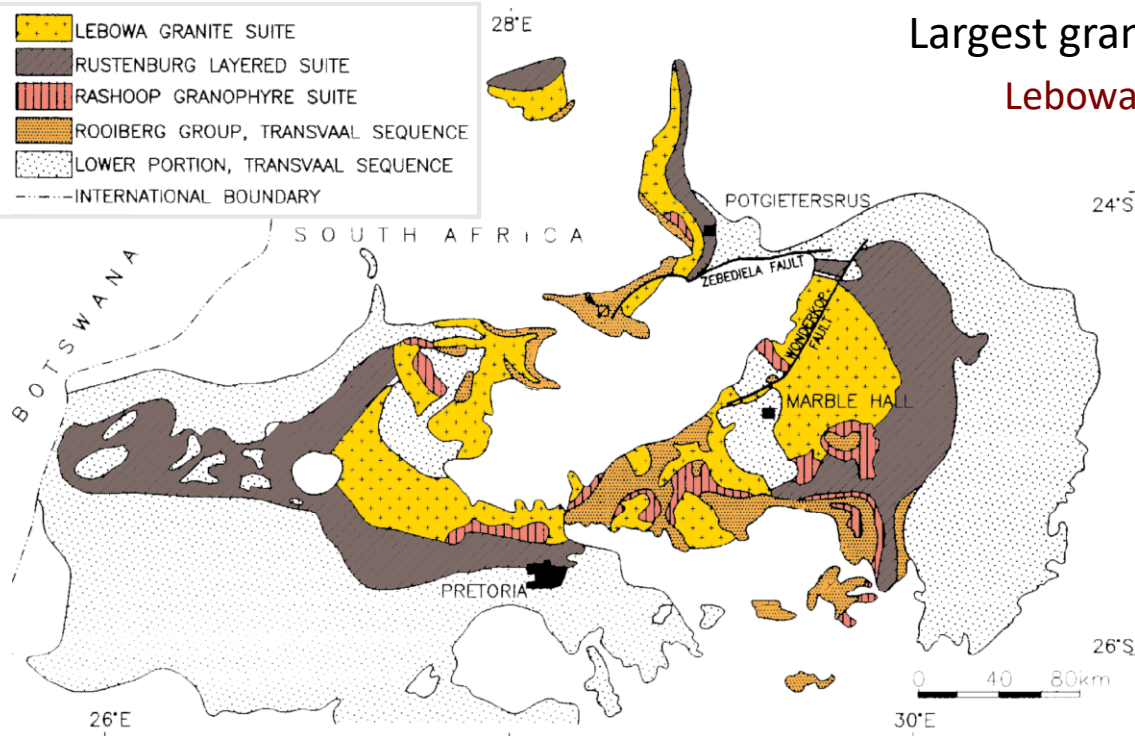 LEBOWA GRANITE SUITE
RUSTENBURG LAYERED SUITE
RASHOOP GRANOPHYRE SUITE
ROOIBERG GROUP, TRANSVAAL SEQUENCE
LOWER PORTION, TRANSVAAL SEQUENCE
INTERNATIONAL BOUNDARY
28°E
Largest gran
Lebowa
24°S
POTGIETERSRUS
SOUTH AFRICA
ZEBEDIELA FAULT
BOTSWANA
WONDERKOP
FAULT
MARBLE HALL
PRETORIA
26°S
0 40 80km
26°E
30°E